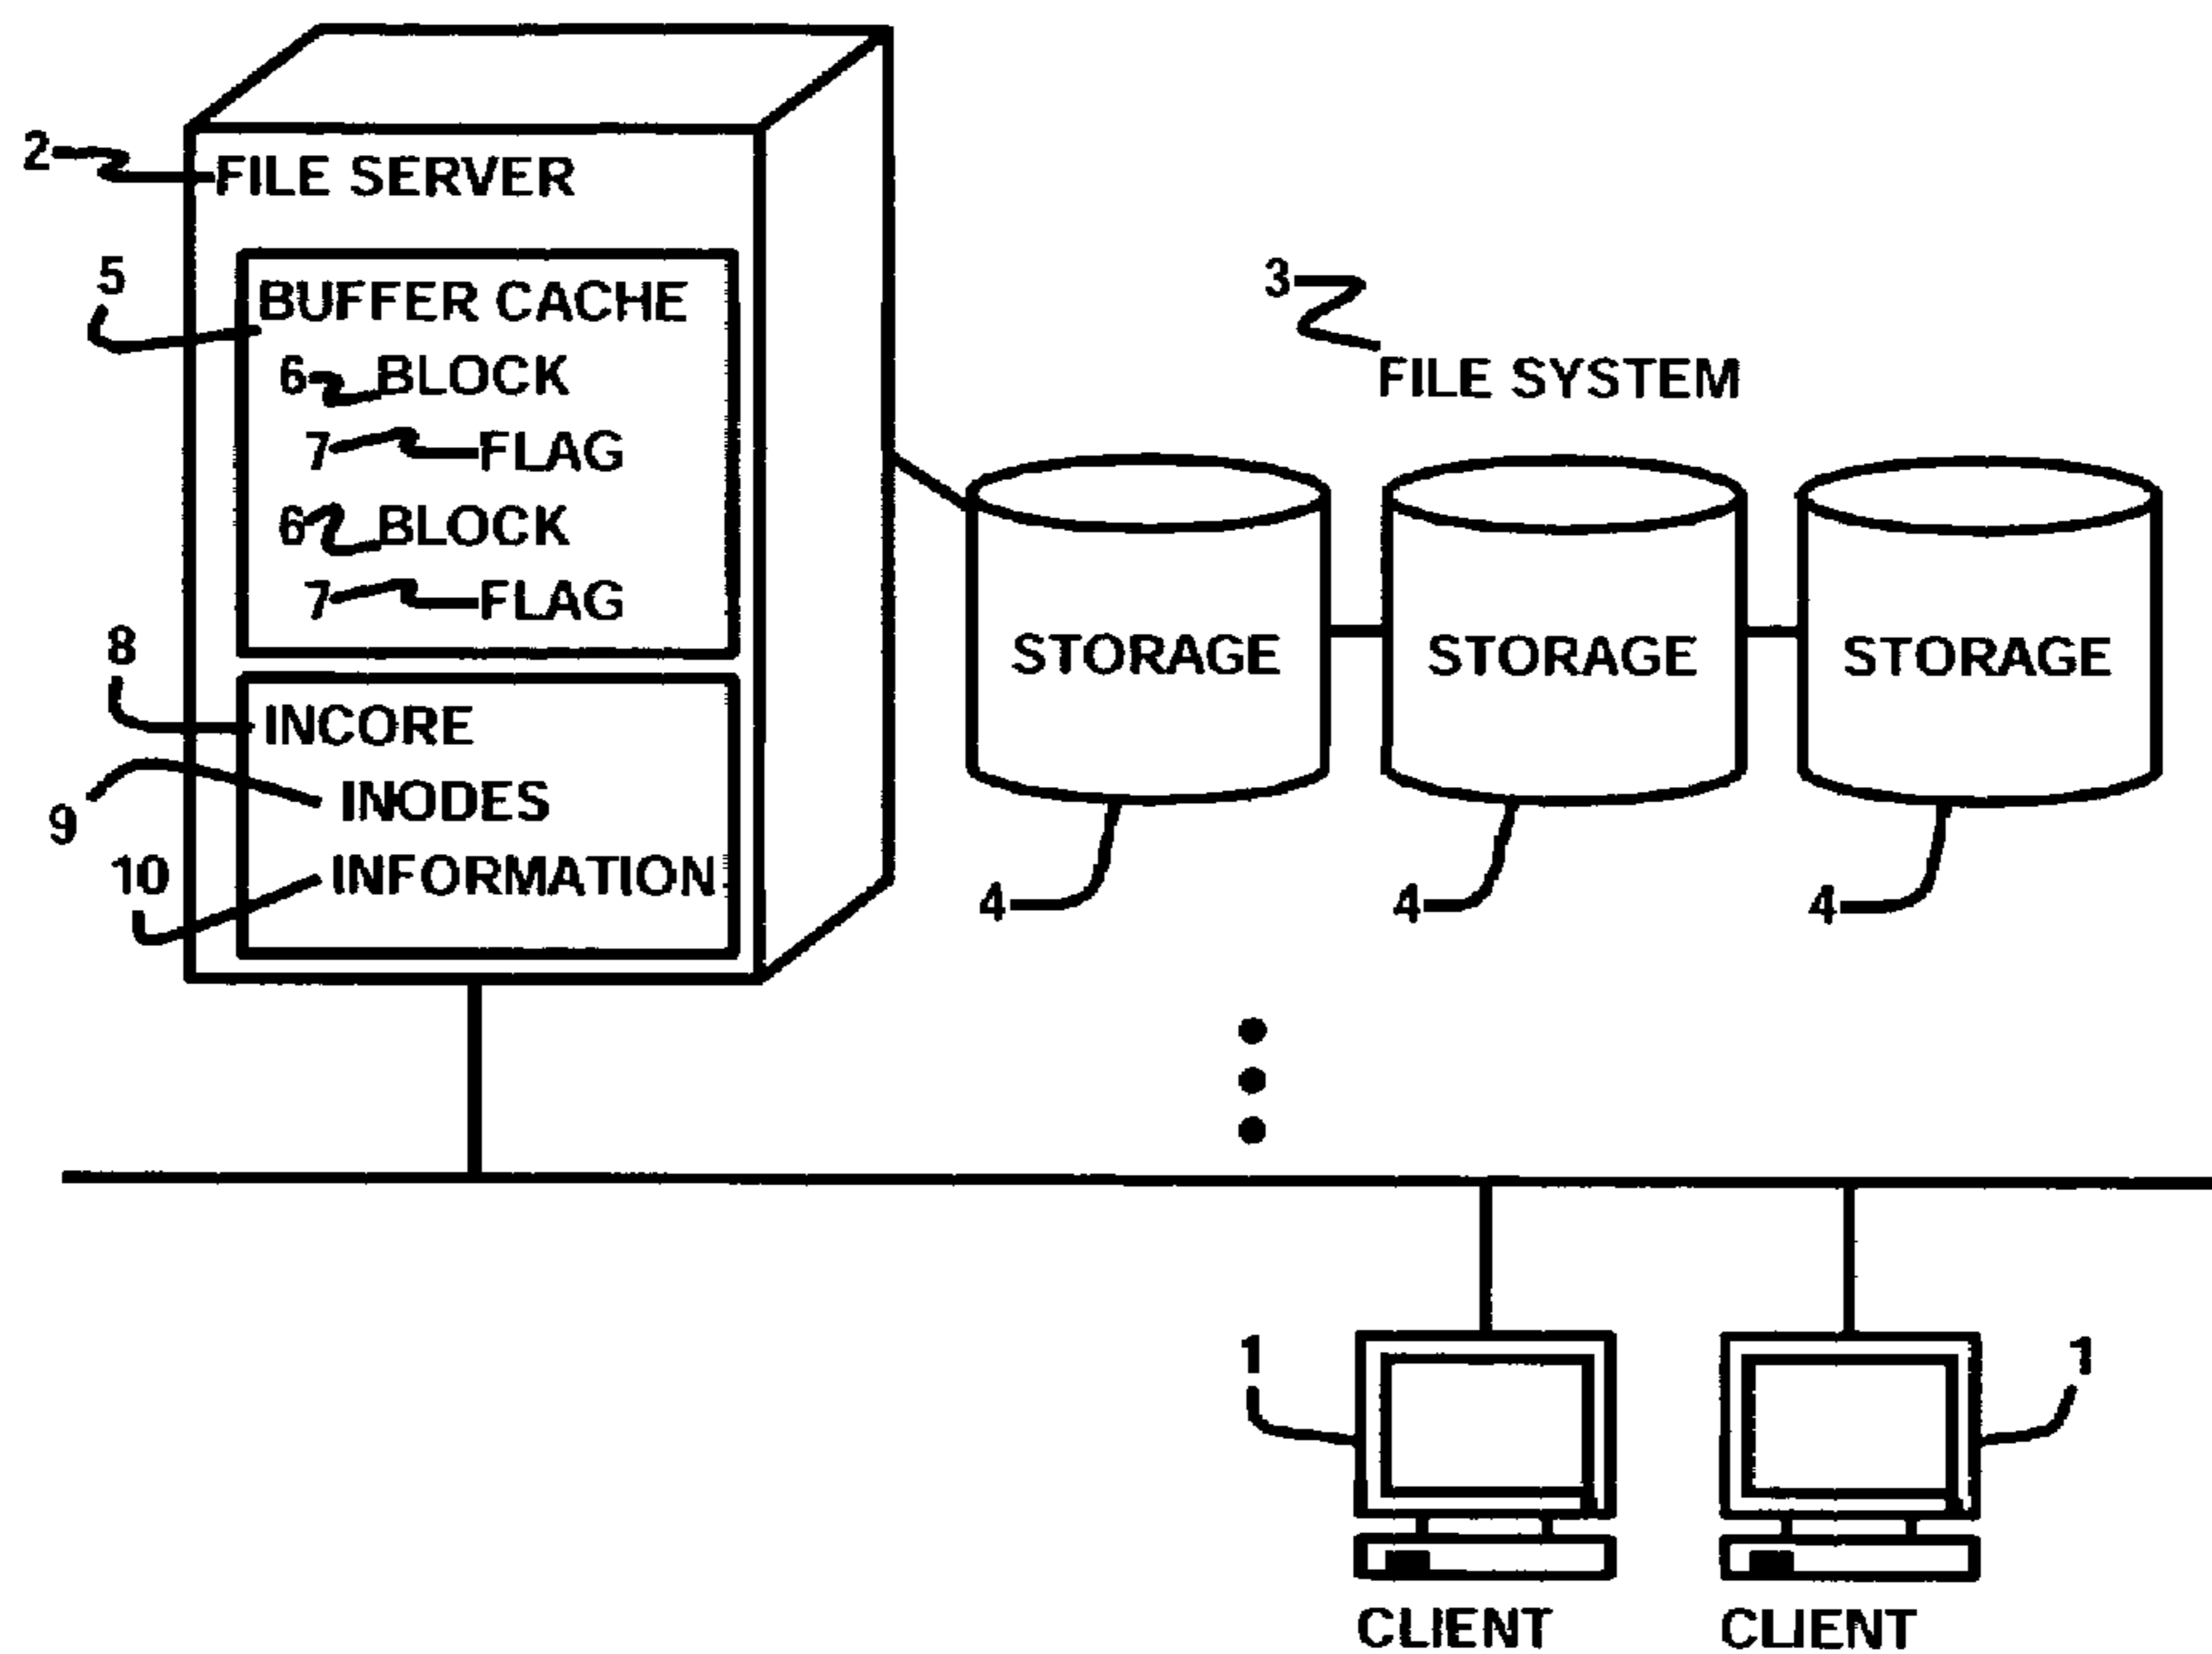 2 FILE SERVER
5 BUFFER CACHE
6 BLOCK
7 FLAG
6 BLOCK
7 FLAG
8 INCORE
9 INODES
10 INFORMATION
3 FILE SYSTEM
STORAGE STORAGE STORAGE
4 4 4
1 1
CLIENT CLIENT